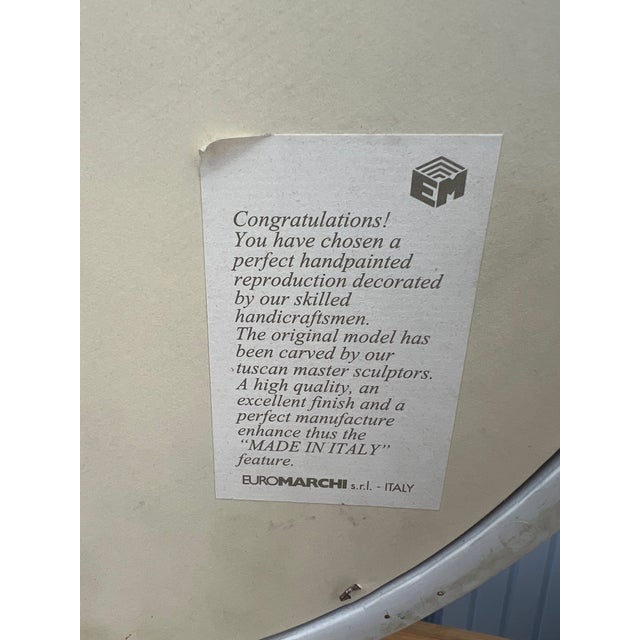 EM
Congratulations!
You have chosen a
perfect handpainted
reproduction decorated
by our skilled
handicraftsmen.
The original model has
been carved by our
tuscan master sculptors.
A high quality, an
excellent finish and a
perfect manufacture
enhance thus the
“MADE IN ITALY”
feature.
EUROMARCHI s.r.l. - ITALY